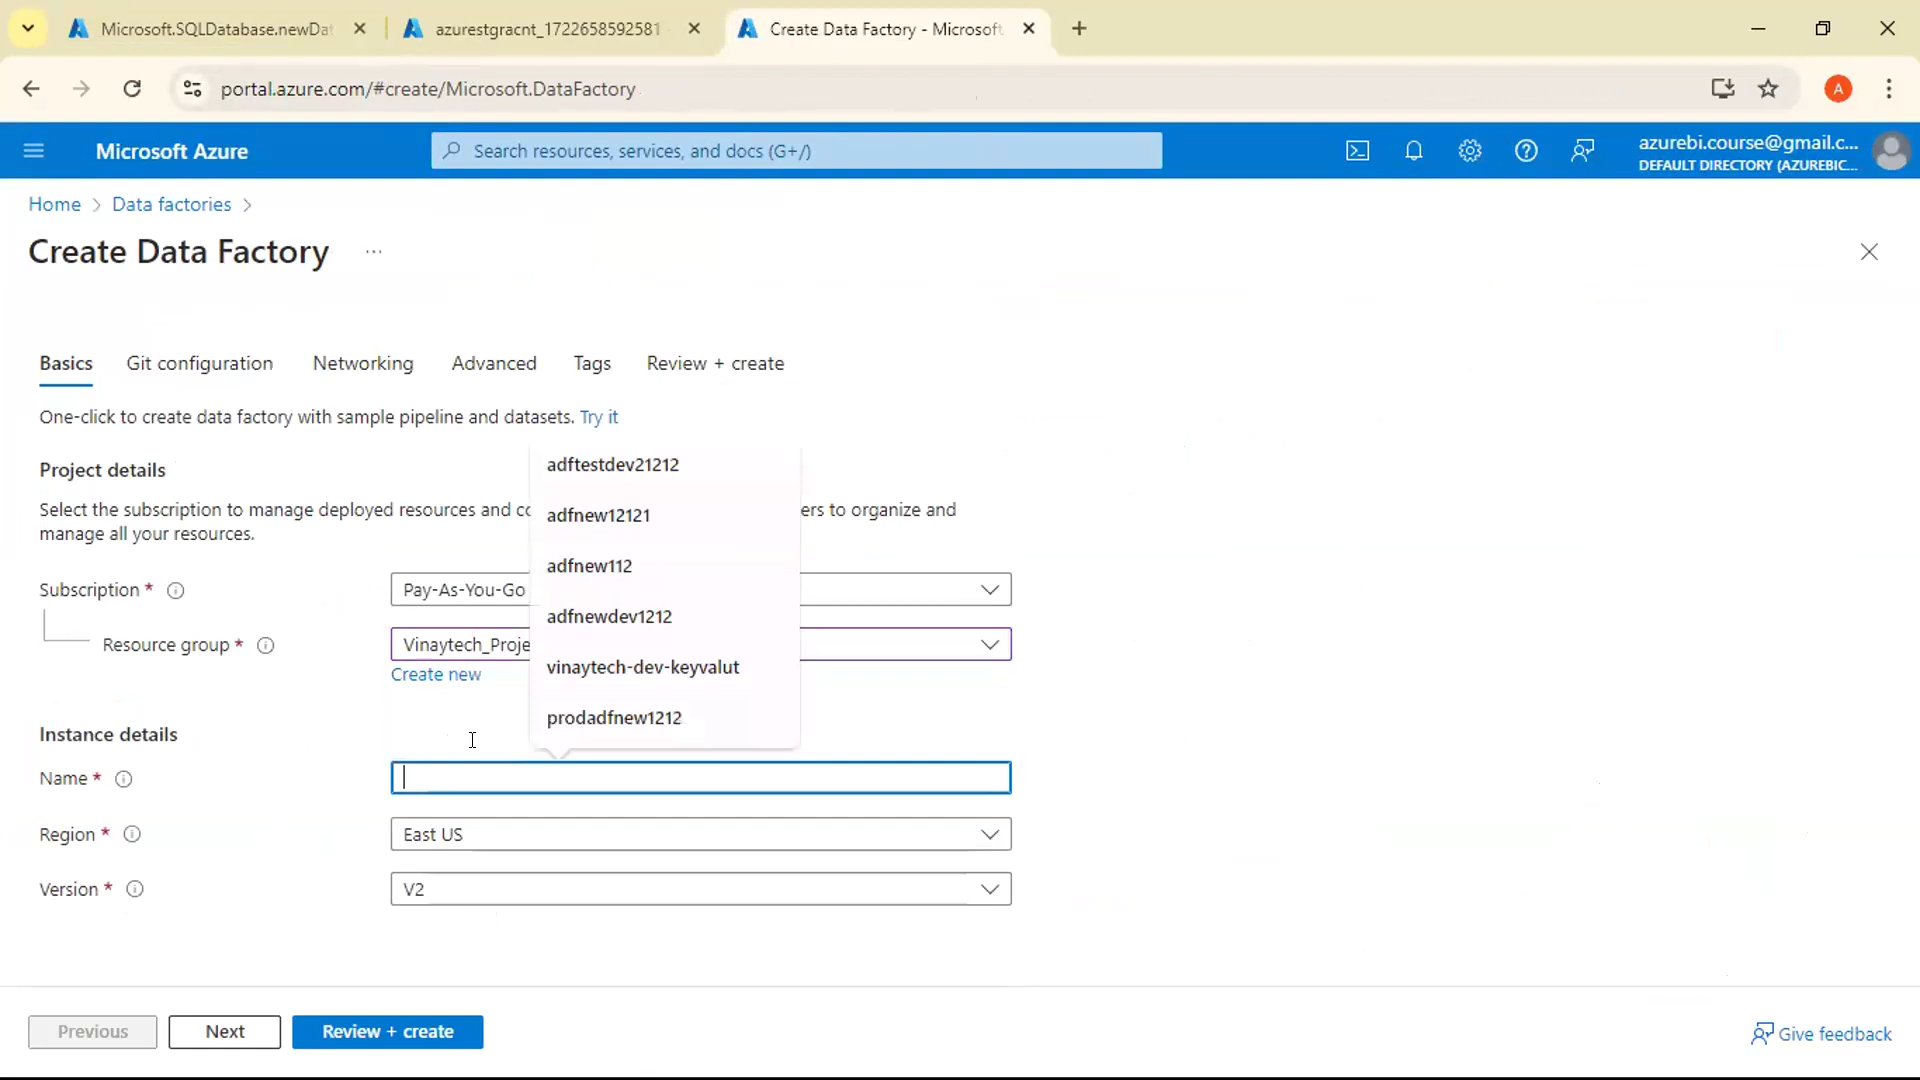 Microsoft.SQLDatabase.newDat
azurestgracnt_1722658592581
Create Data Factory - Microsoft
portal.azure.com/#create/Microsoft.DataFactory
A
Microsoft Azure
Search resources, services, and docs (G+/)
azurebi.course@gmail.c...
DEFAULT DIRECTORY (AZUREBIC...
Home > Data factories >
Create Data Factory ...
Basics Git configuration Networking Advanced Tags Review + create
One-click to create data factory with sample pipeline and datasets. Try it
Project details
Select the subscription to manage deployed resources and co
ers to organize and
manage all your resources.
adftestdev21212
adfnew12121
adfnew112
adfnewdev1212
vinaytech-dev-keyvalut
prodadfnew1212
Subscription * Pay-As-You-Go
Resource group * Vinaytech_Proje
Create new
Instance details
Name *
Region * East US
Version * V2
Previous Next Review + create
Give feedback